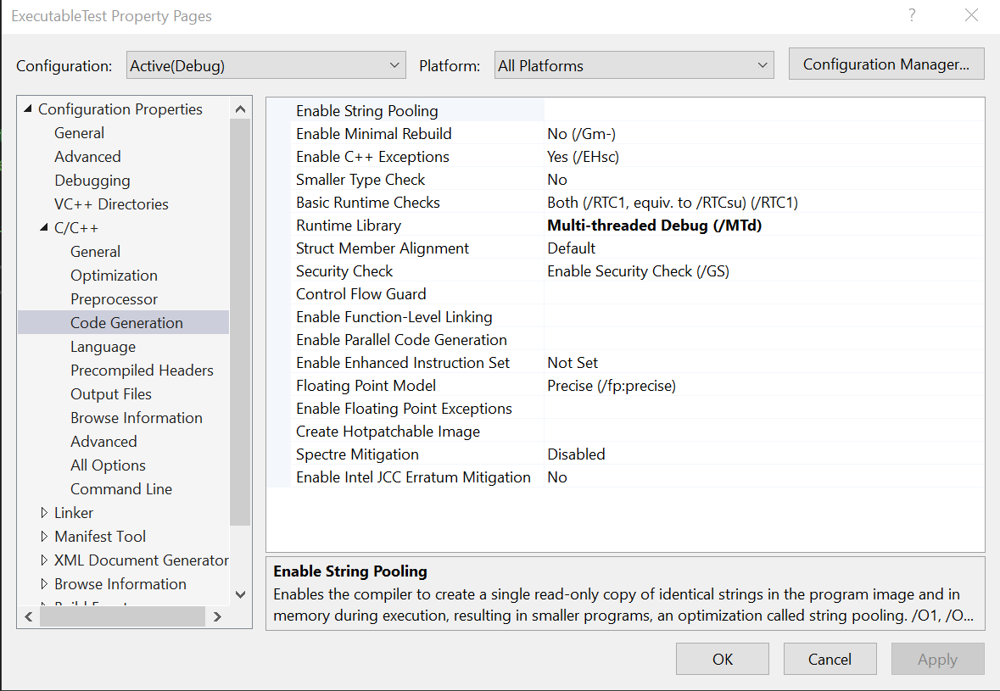 ExecutableTest Property Pages
Configuration: Active(Debug) Platform: All Platforms Configuration Manager...
Configuration Properties
General
Advanced
Debugging
VC++ Directories
C/C++
General
Optimization
Preprocessor
Code Generation
Language
Precompiled Headers
Output Files
Browse Information
Advanced
All Options
Command Line
Linker
Manifest Tool
XML Document Generator
Browse Information
Enable String Pooling
Enable Minimal Rebuild No (/Gm-)
Enable C++ Exceptions Yes (/EHsc)
Smaller Type Check No
Basic Runtime Checks Both (/RTC1, equiv. to /RTCsu) (/RTC1)
Runtime Library Multi-threaded Debug (/MTd)
Struct Member Alignment Default
Security Check Enable Security Check (/GS)
Control Flow Guard
Enable Function-Level Linking
Enable Parallel Code Generation
Enable Enhanced Instruction Set Not Set
Floating Point Model Precise (/fp:precise)
Enable Floating Point Exceptions
Create Hotpatchable Image
Spectre Mitigation Disabled
Enable Intel JCC Erratum Mitigation No
Enable String Pooling
Enables the compiler to create a single read-only copy of identical strings in the program image and in
memory during execution, resulting in smaller programs, an optimization called string pooling. /O1, /O...
OK Cancel Apply